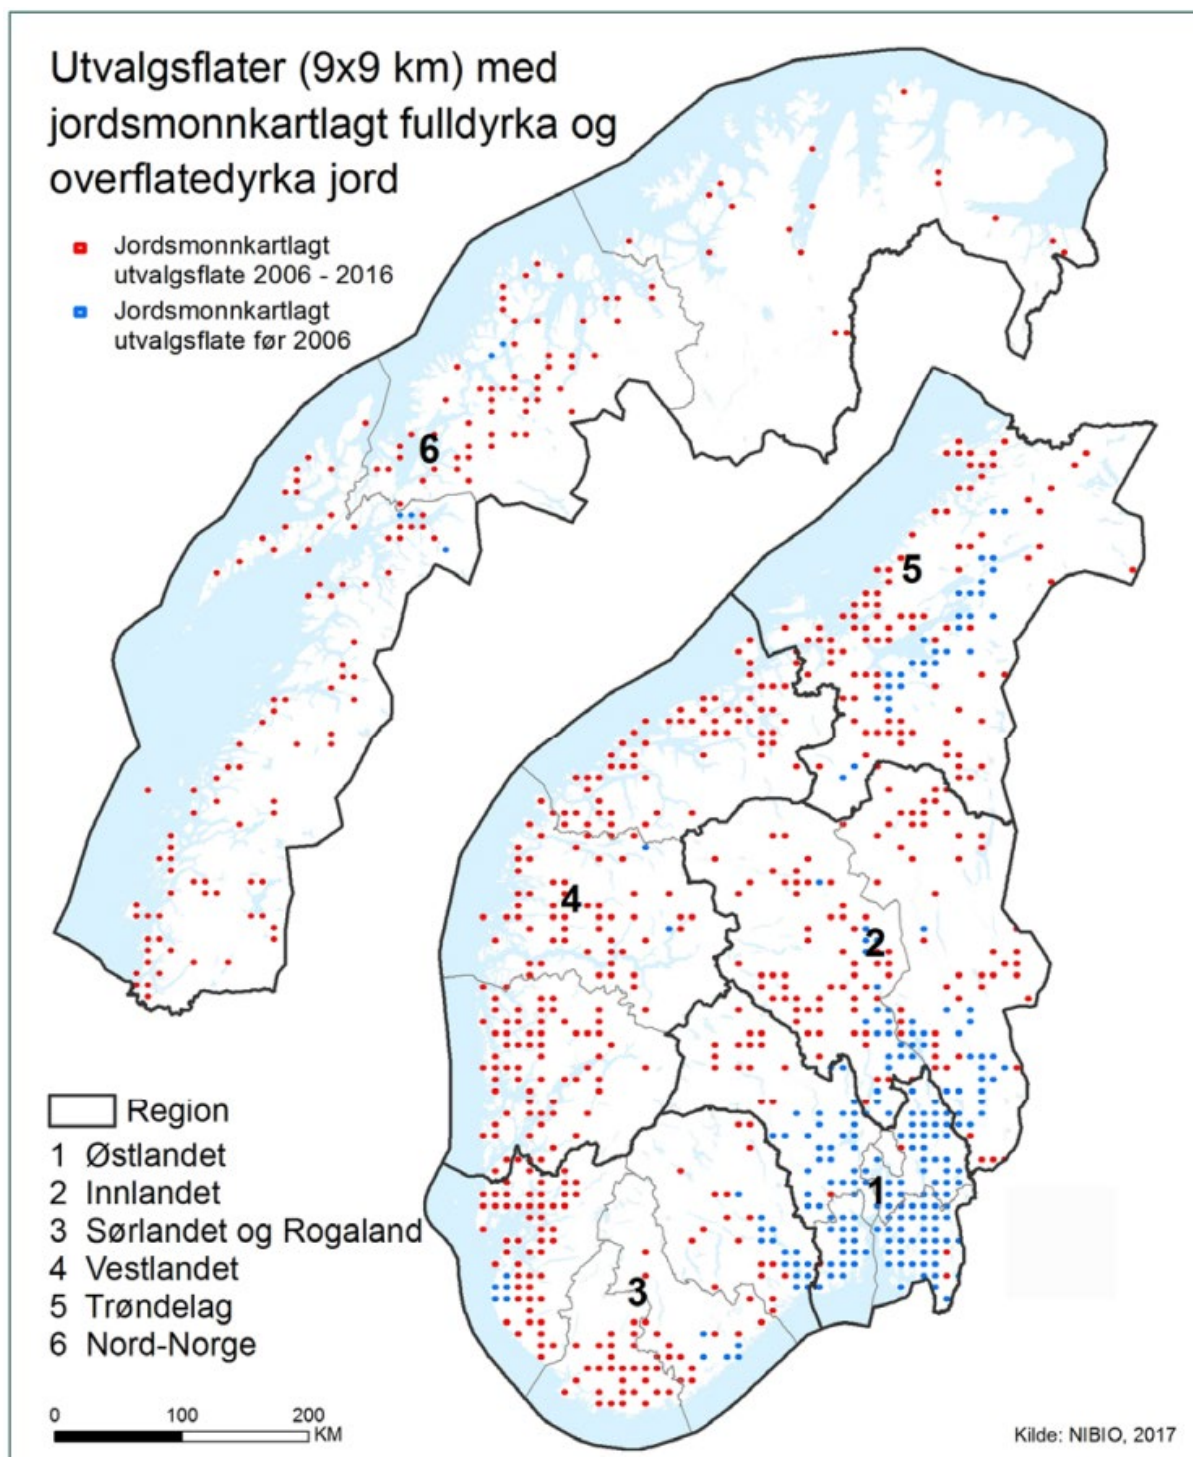 Utvalgsflater (9x9 km) med
jordsmonnkartlagt fulldyrka og
overflatedyrka jord
Jordsmonnkartlagt
utvalgsflate 2006 - 2016
Jordsmonnkartlagt
utvalgsflate før 2006
6
5
4
2
1
3
Region
1 Østlandet
2 Innlandet
3 Sørlandet og Rogaland
4 Vestlandet
5 Trøndelag
6 Nord-Norge
0 100 200
KM
Kilde: NIBIO, 2017